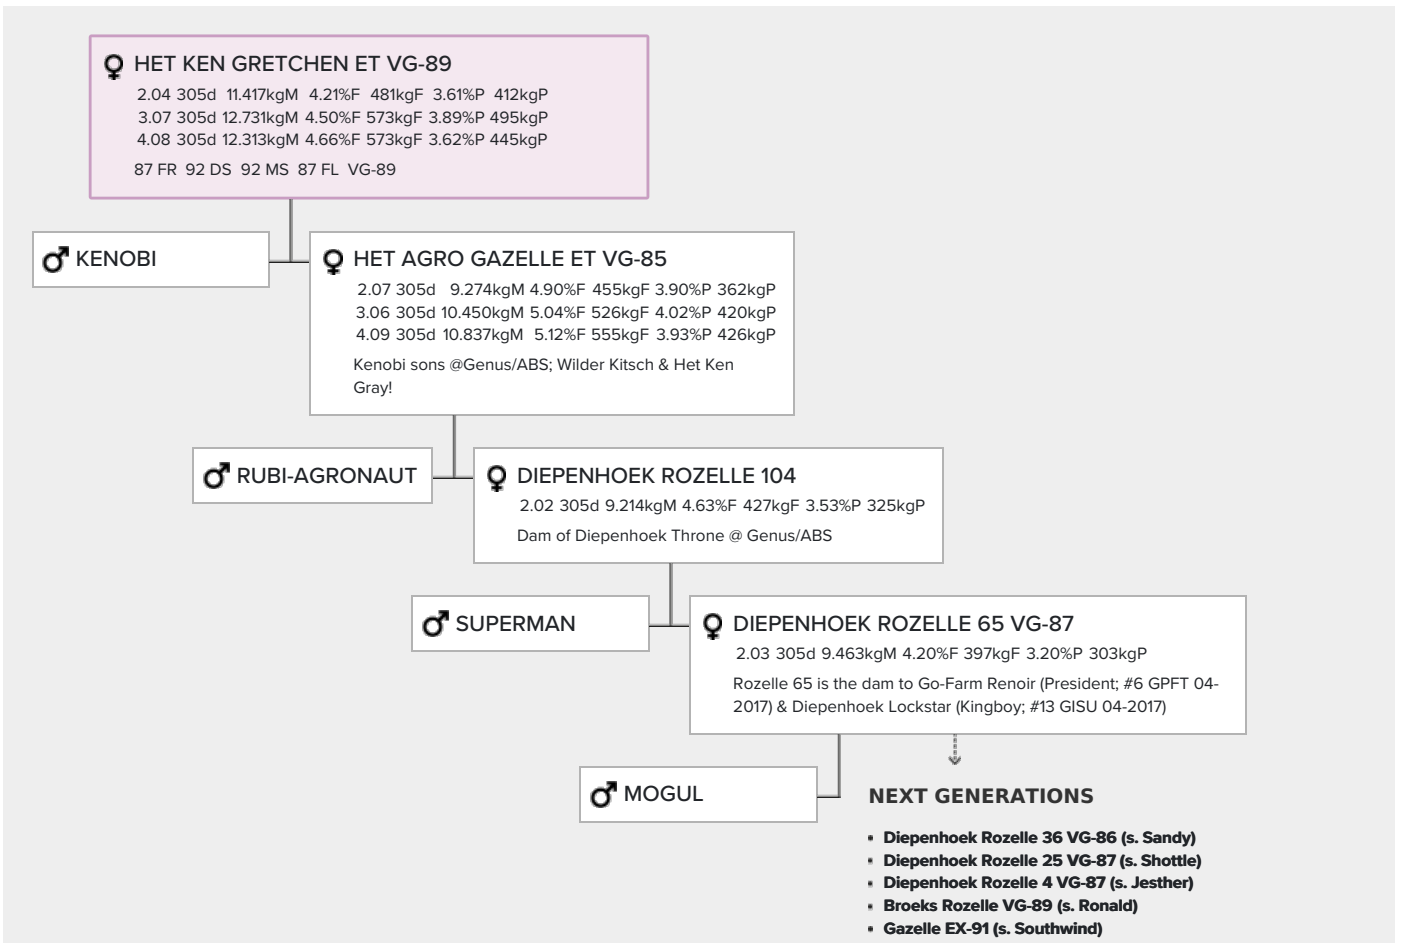 HET KEN GRETCHEN ET VG-89
2.04 305d 11.417kgM 4.21%F 481kgF 3.61%P 412kgP
3.07 305d 12.731kgM 4.50%F 573kgF 3.89%P 495kgP
4.08 305d 12.313kgM 4.66%F 573kgF 3.62%P 445kgP
87 FR 92 DS 92 MS 87 FL VG-89
KENOBI
HET AGRO GAZELLE ET VG-85
2.07 305d 9.274kgM 4.90%F 455kgF 3.90%P 362kgP
3.06 305d 10.450kgM 5.04%F 526kgF 4.02%P 420kgP
4.09 305d 10.837kgM 5.12%F 555kgF 3.93%P 426kgP
Kenobi sons @Genus/ABS; Wilder Kitsch & Het Ken
Gray!
RUBI-AGRONAUT
DIEPENHOEK ROZELLE 104
2.02 305d 9.214kgM 4.63%F 427kgF 3.53%P 325kgP
Dam of Diepenhoek Throne @ Genus/ABS
SUPERMAN
DIEPENHOEK ROZELLE 65 VG-87
2.03 305d 9.463kgM 4.20%F 397kgF 3.20%P 303kgP
Rozelle 65 is the dam to Go-Farm Renoir (President; #6 GPFT 04-
2017) & Diepenhoek Lockstar (Kingboy; #13 GISU 04-2017)
MOGUL
NEXT GENERATIONS
• Diepenhoek Rozelle 36 VG-86 (s. Sandy)
• Diepenhoek Rozelle 25 VG-87 (s. Shottle)
• Diepenhoek Rozelle 4 VG-87 (s. Jesther)
• Broeks Rozelle VG-89 (s. Ronald)
• Gazelle EX-91 (s. Southwind)